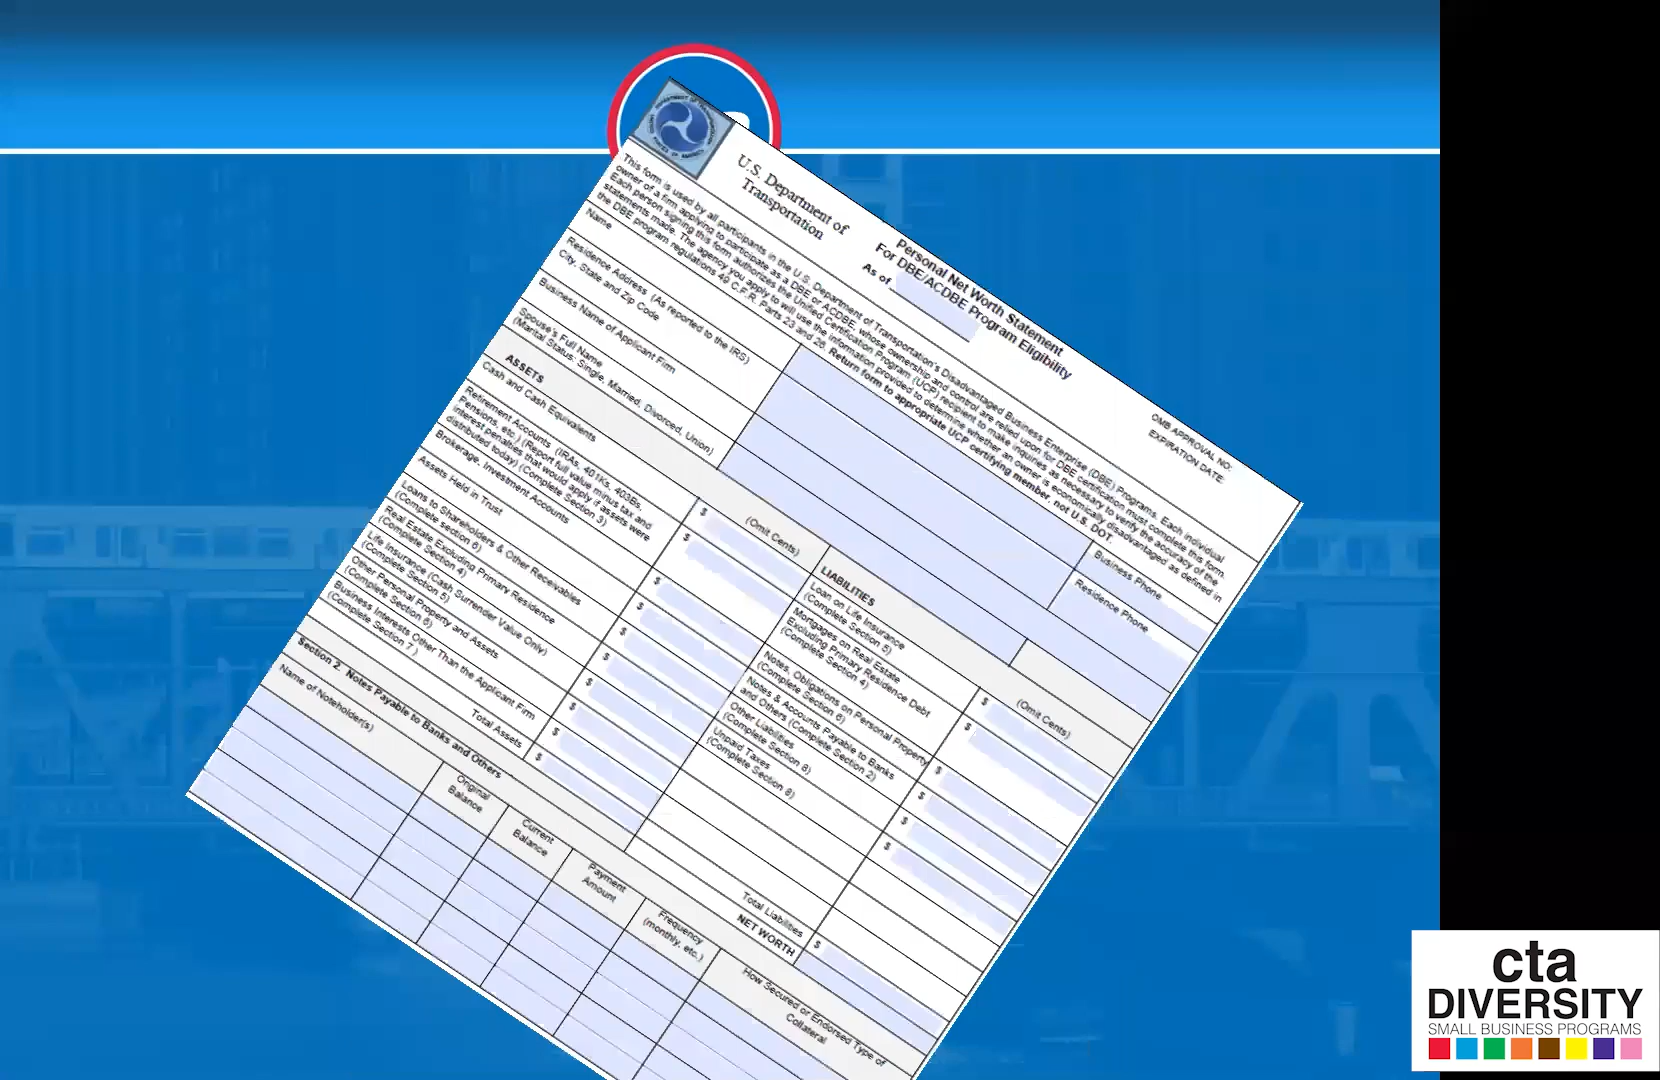 U.S. Department of
Transportation
Personal Net Worth Statement
For DBE/ACDBE Program Eligibility
As of
OMB APPROVAL NO:
EXPIRATION DATE:
This form is used by all participants in the U.S. Department of Transportation's Disadvantaged Business Enterprise (DBE) Programs. Each individual
owner of a firm applying to participate as a DBE or ACDBE, whose ownership and control are relied upon for DBE certification must complete this form.
Each person signing this form authorizes the Unified Certification Program (UCP) recipient to make inquiries as necessary to verify the accuracy of the
statements made. The agency you apply to will use the information provided to determine whether an owner is economically disadvantaged as defined in
the DBE program regulations 49 C.F.R. Parts 23 and 26. Return form to appropriate UCP certifying member, not U.S. DOT.
Name
Business Phone
Residence Address (As reported to the IRS)
City, State and Zip Code
Residence Phone
Business Name of Applicant Firm
Spouse's Full Name
(Marital Status: Single, Married, Divorced, Union)
ASSETS
(Omit Cents)
Cash and Cash Equivalents
$
Retirement Accounts (IRAs, 401Ks, 403Bs,
Pensions, etc.) (Report full value minus tax and
interest penalties that would apply if assets were
distributed today) (Complete Section 3)
$
Brokerage, Investment Accounts
$
Assets Held in Trust
$
Loans to Shareholders & Other Receivables
(Complete section 6)
$
Real Estate Excluding Primary Residence
(Complete Section 4)
$
Life Insurance (Cash Surrender Value Only)
(Complete Section 5)
$
Other Personal Property and Assets
(Complete Section 6)
$
Business Interests Other Than the Applicant Firm
(Complete Section 7)
$
Total Assets
$
LIABILITIES
(Omit Cents)
Loan on Life Insurance
(Complete Section 5)
$
Mortgages on Real Estate
Excluding Primary Residence Debt
(Complete Section 4)
$
Notes, Obligations on Personal Property
(Complete Section 6)
$
Notes & Accounts Payable to Banks
and Others (Complete Section 2)
$
Other Liabilities
(Complete Section 8)
$
Unpaid Taxes
(Complete Section 8)
$
Total Liabilities
$
NET WORTH
Section 2. Notes Payable to Banks and Others
Name of Noteholder(s)
Original
Balance
Current
Balance
Payment
Amount
Frequency
(monthly, etc.)
How Secured or Endorsed Type of
Collateral
cta
DIVERSITY
SMALL BUSINESS PROGRAMS